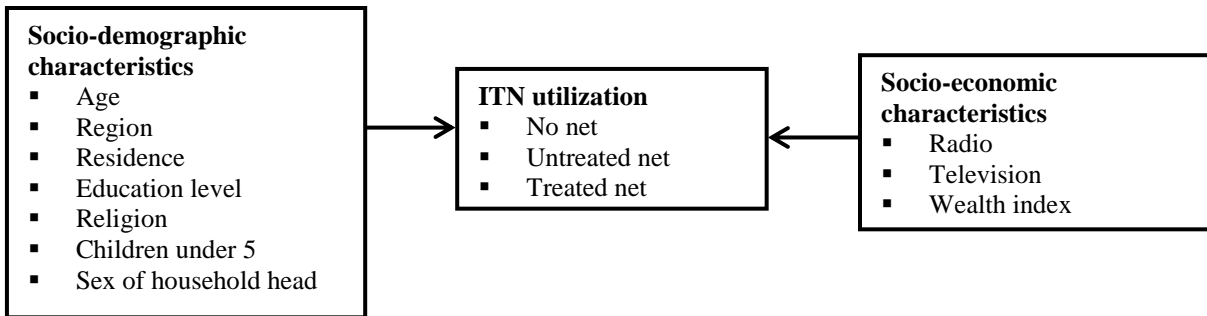 Socio-demographic
characteristics
▪ Age
▪ Region
▪ Residence
▪ Education level
▪ Religion
▪ Children under 5
▪ Sex of household head
ITN utilization
▪ No net
▪ Untreated net
▪ Treated net
Socio-economic
characteristics
▪ Radio
▪ Television
▪ Wealth index